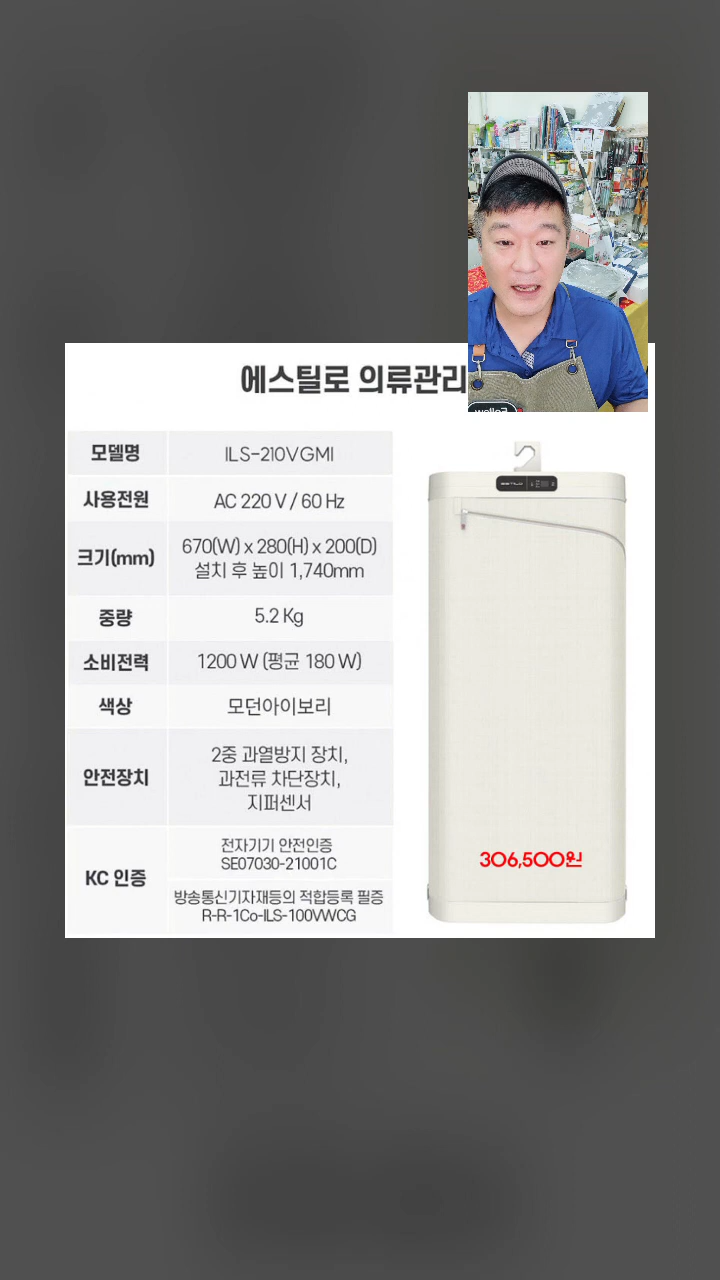 에스틸로 의류관리
모델명
ILS-210VGMI
사용전원
AC 220 V / 60 Hz
크기(mm)
670(W) x 280(H) x 200(D)
설치 후 높이 1,740mm
중량
5.2 Kg
소비전력
1200 W (평균 180 W)
색상
모던아이보리
안전장치
2중 과열방지 장치,
과전류 차단장치,
지퍼센서
KC 인증
전자기기 안전인증
SE07030-21001C
방송통신기자재등의 적합등록 필증
R-R-1Co-ILS-100VWCG
306,500원